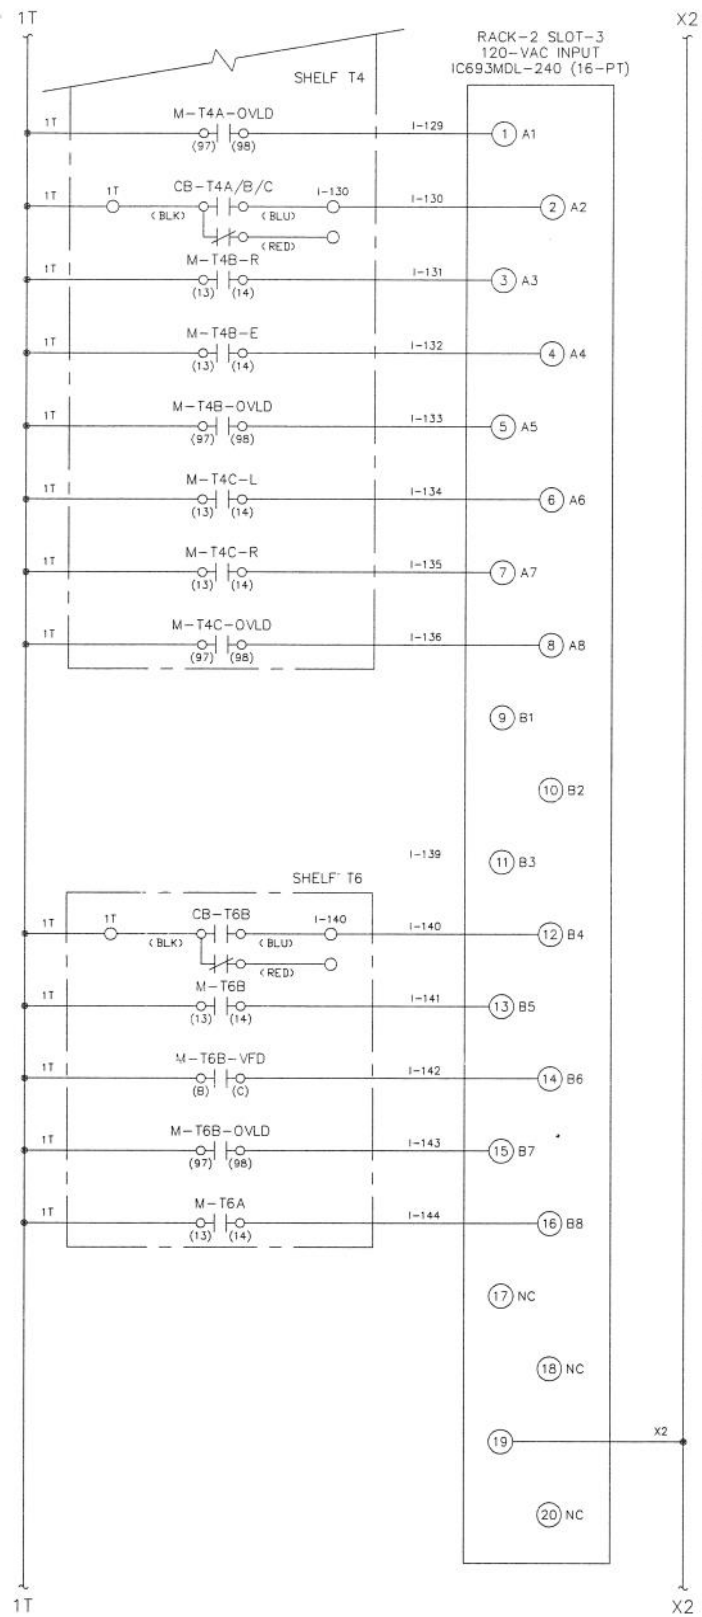 1T
X2
RACK-2 SLOT-3
120-VAC INPUT
IC693MDL-240 (16-PT)
SHELF T4
M-T4A-OVLD
1T
(97) (98)
I-129
1 A1
CB-T4A/B/C
1T
1T
(BLK)
(BLU)
I-130
I-130
2 A2
(RED)
M-T4B-R
1T
(13) (14)
I-131
3 A3
M-T4B-E
1T
(13) (14)
I-132
4 A4
M-T4B-OVLD
1T
(97) (98)
I-133
5 A5
M-T4C-L
1T
(13) (14)
I-134
6 A6
M-T4C-R
1T
(13) (14)
I-135
7 A7
M-T4C-OVLD
1T
(97) (98)
I-136
8 A8
9 B1
10 B2
I-139
11 B3
SHELF T6
CB-T6B
1T
1T
(BLK)
(BLU)
I-140
I-140
12 B4
(RED)
M-T6B
1T
(13) (14)
I-141
13 B5
M-T6B-VFD
1T
(B) (C)
I-142
14 B6
M-T6B-OVLD
1T
(97) (98)
I-143
15 B7
M-T6A
1T
(13) (14)
I-144
16 B8
17 NC
18 NC
19
X2
20 NC
1T
X2